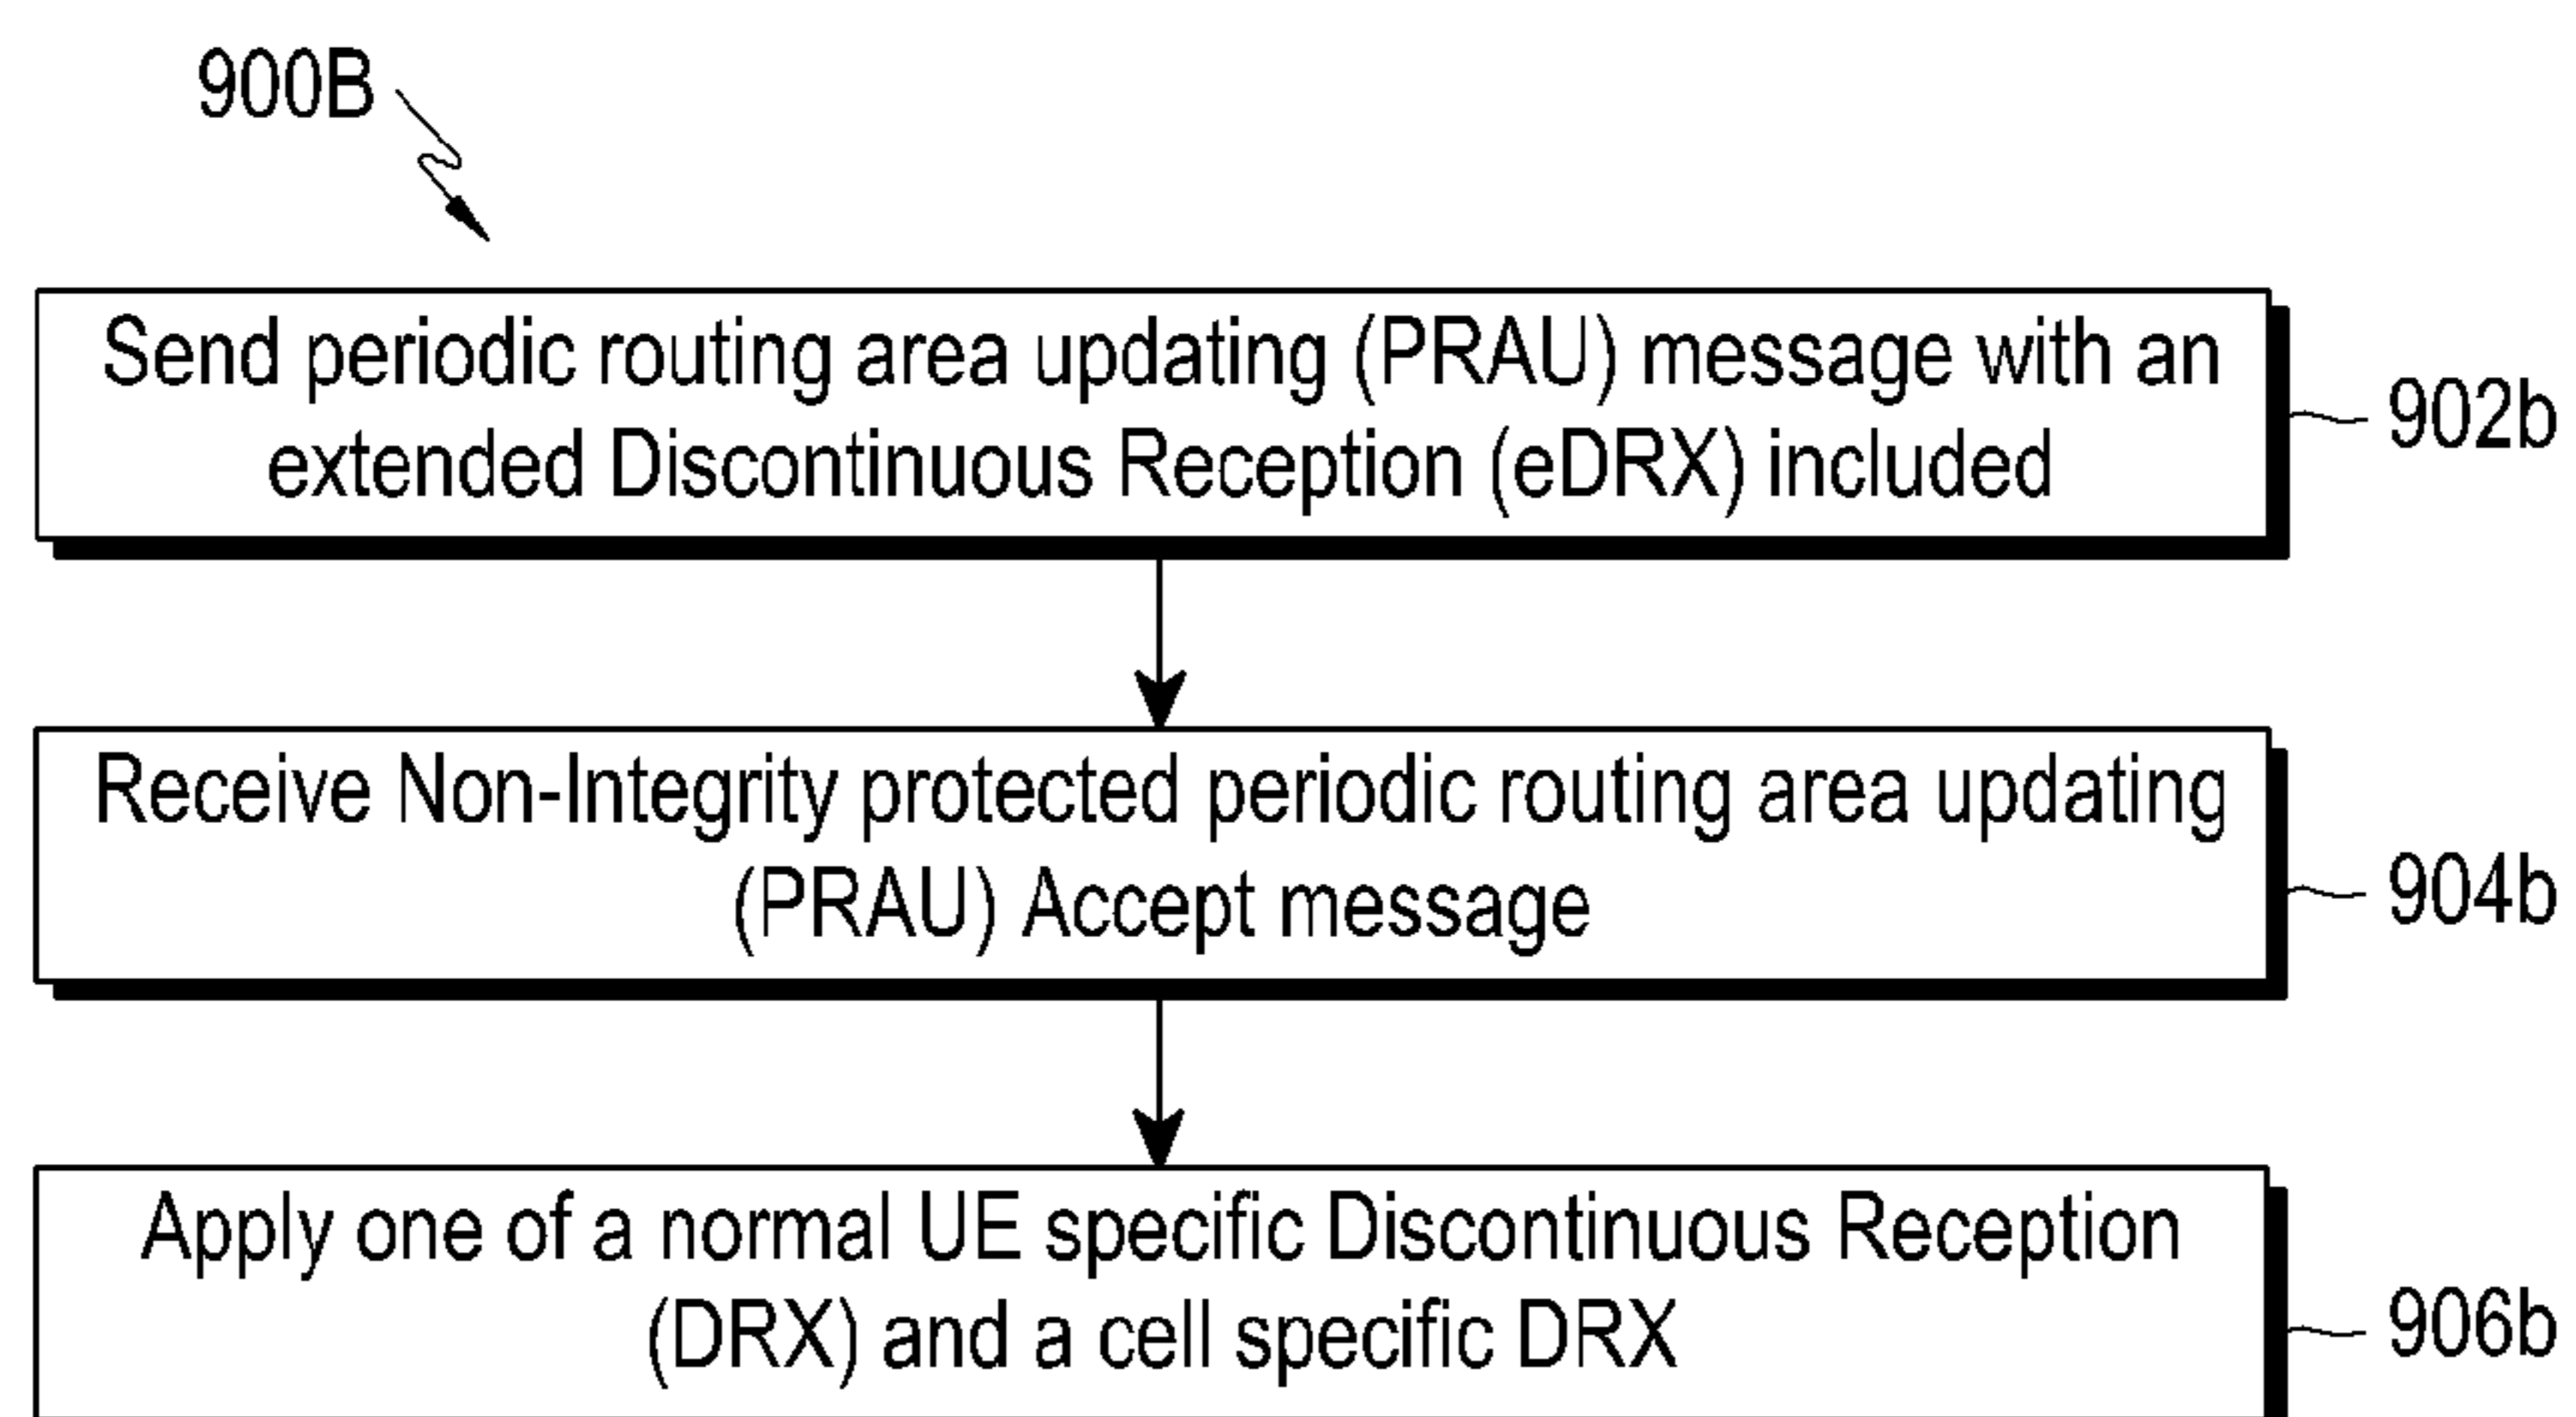 900B
Send periodic routing area updating (PRAU) message with an
extended Discontinuous Reception (eDRX) included
902b
Receive Non-Integrity protected periodic routing area updating
(PRAU) Accept message
904b
Apply one of a normal UE specific Discontinuous Reception
(DRX) and a cell specific DRX
906b